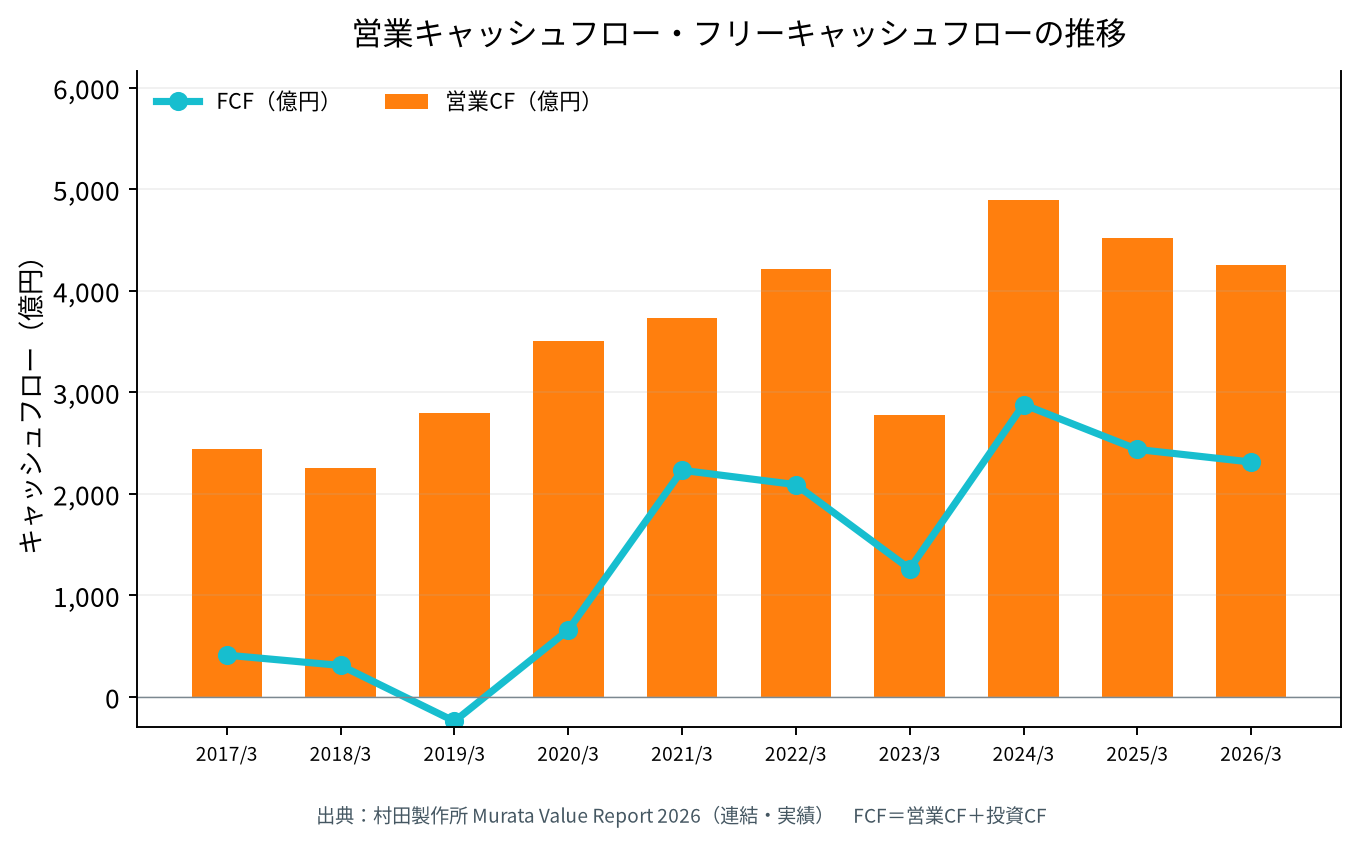 営業キャッシュフロー・フリーキャッシュフローの推移
FCF（億円）
営業CF（億円）
キャッシュフロー（億円）
6,000
5,000
4,000
3,000
2,000
1,000
0
2017/3 2018/3 2019/3 2020/3 2021/3 2022/3 2023/3 2024/3 2025/3 2026/3
出典：村田製作所 Murata Value Report 2026（連結・実績）　FCF＝営業CF＋投資CF